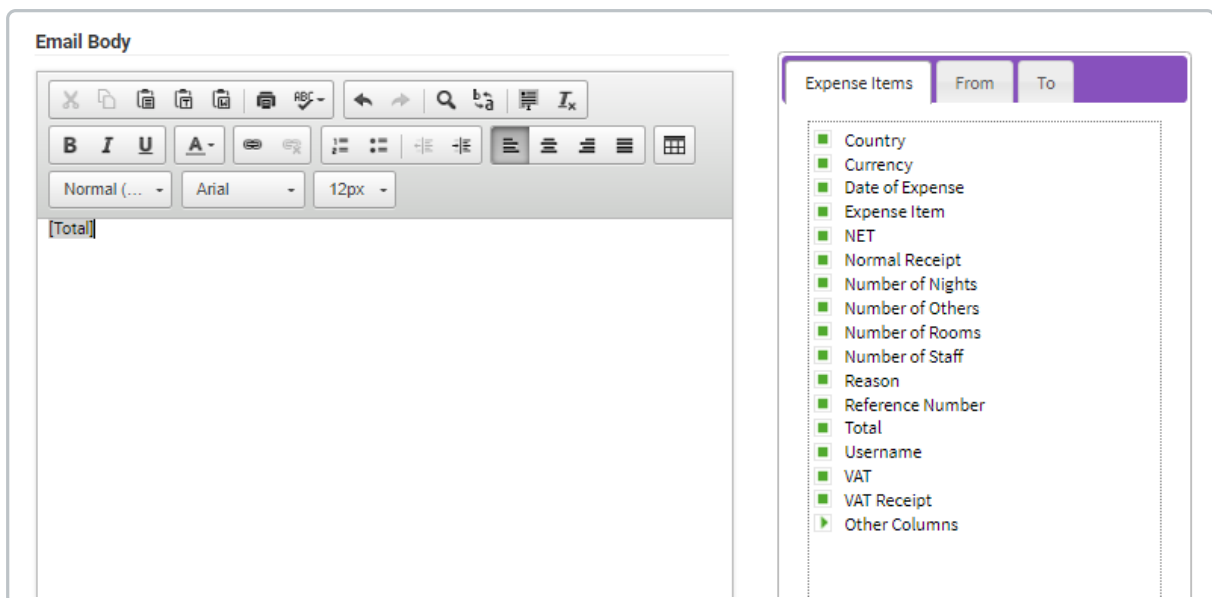 Email Body
Normal (...
Arial
12px
[Total]
Expense Items
From
To
Country
Currency
Date of Expense
Expense Item
NET
Normal Receipt
Number of Nights
Number of Others
Number of Rooms
Number of Staff
Reason
Reference Number
Total
Username
VAT
VAT Receipt
Other Columns